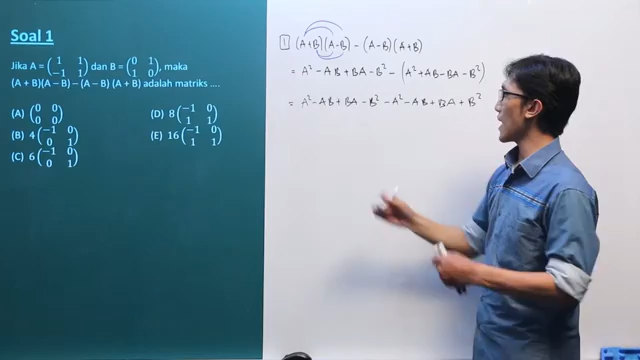 Soal 1
Jika A = ( 1 1 ; -1 1 ) dan B = ( 0 1 ; 1 0 ), maka
(A + B)(A − B) − (A − B) (A + B) adalah matriks ....
(A) ( 0 0 ; 0 0 )
(B) 4 ( −1 0 ; 0 1 )
(C) 6 ( −1 0 ; 0 1 )
(D) 8 ( −1 0 ; 1 1 )
(E) 16 ( −1 0 ; 1 1 )
1 (A+B)(A−B) − (A−B)(A+B)
= A² − AB + BA − B² − (A² + AB − BA − B²)
= A² − AB + BA − B² − A² − AB + BA + B²